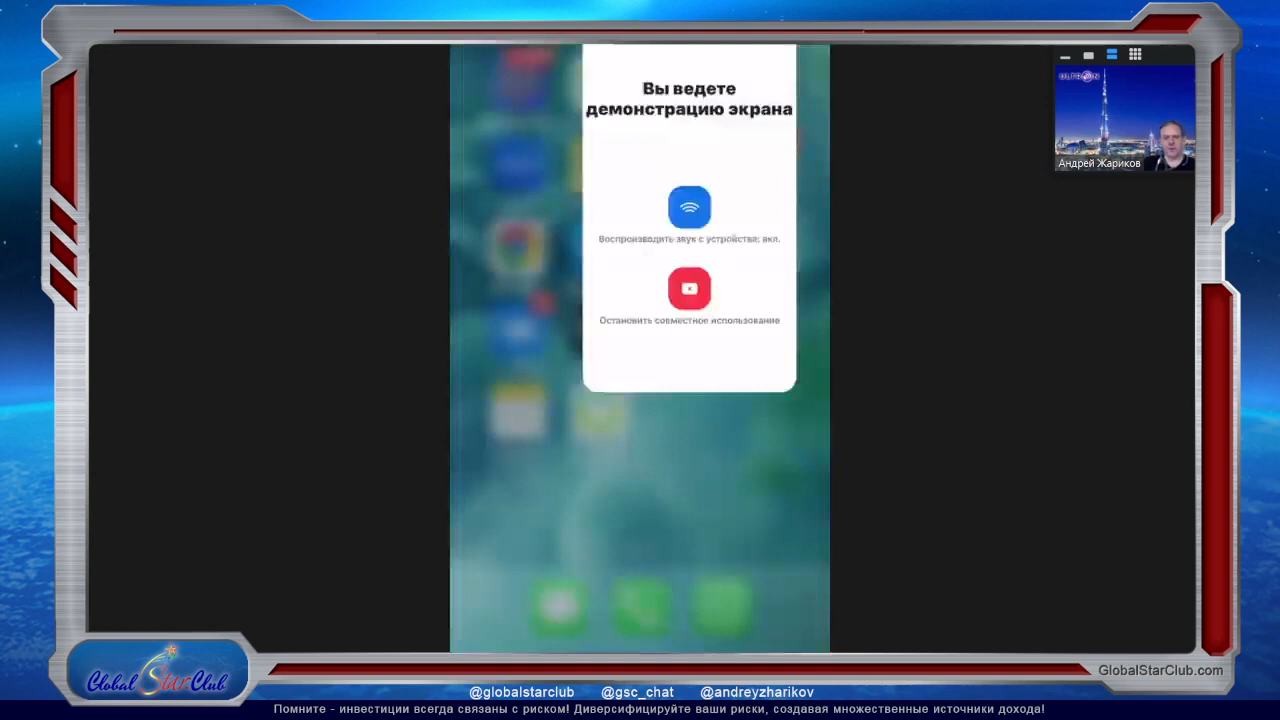 Вы ведете
демонстрацию экрана
Воспроизводить звук с устройства: вкл.
Остановить совместное использование
ULTRON
Андрей Жариков
Global Star Club
GlobalStarClub.com
@globalstarclub @gsc_chat @andreyzharikov
Помните - инвестиции всегда связаны с риском! Диверсифицируйте ваши риски, создавая множественные источники дохода!